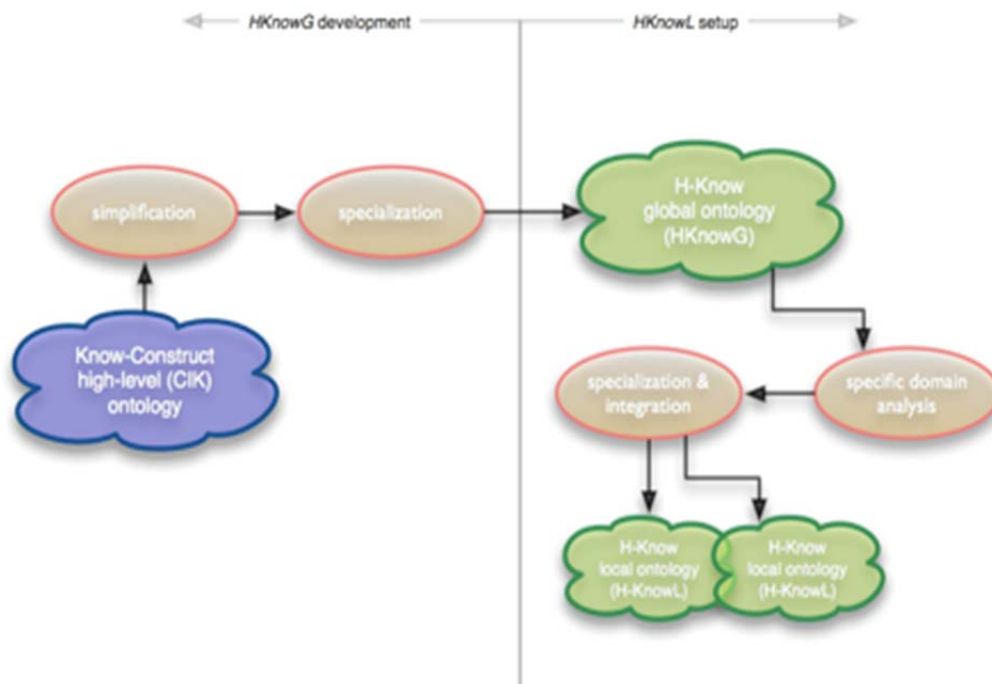 HKnowG development
HKnowL setup
simplification
specialization
H-Know
global ontology
(HKnowG)
Know-Construct
high-level (CIK)
ontology
specialization &
integration
specific domain
analysis
H-Know
local ontology
(H-KnowL)
H-Know
local ontology
(H-KnowL)